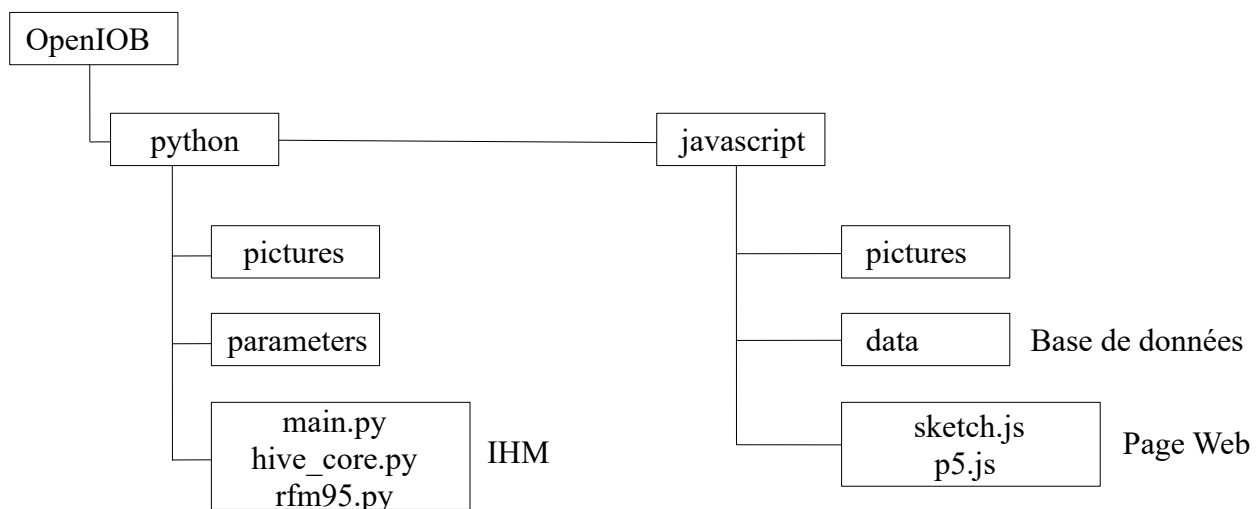 OpenIOB
python
javascript
pictures
pictures
parameters
data
Base de données
main.py
hive_core.py
rfm95.py
IHM
sketch.js
p5.js
Page Web